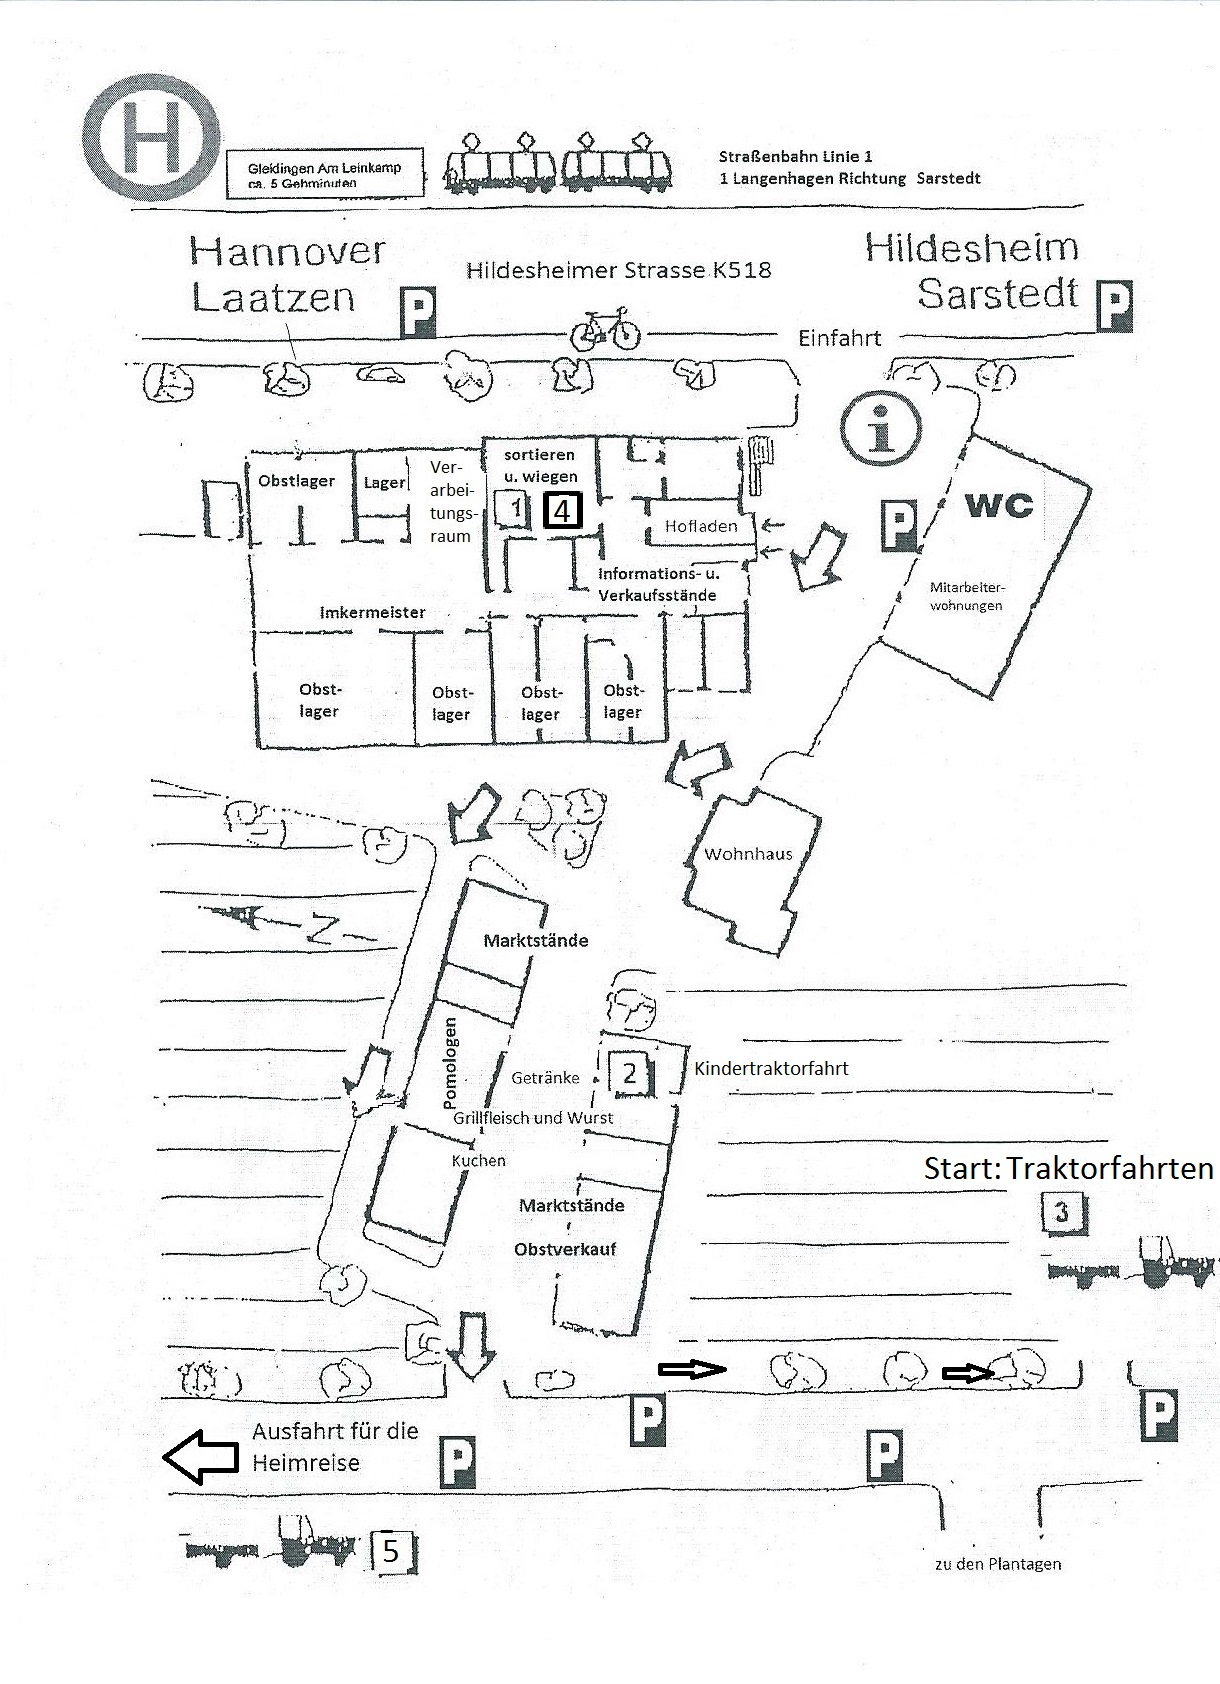 H
Gleidingen Am Leinkamp
ca. 5 Gehminuten
Straßenbahn Linie 1
1 Langenhagen Richtung Sarstedt
Hannover
Laatzen
Hildesheimer Strasse K518
Hildesheim
Sarstedt
P
P
Einfahrt
i
sortieren
u. wiegen
1
4
Obstlager
Lager
Ver-
arbei-
tungs-
raum
Hofladen
P
WC
Informations- u.
Verkaufsstände
Mitarbeiter-
wohnungen
Imkermeister
Obst-
lager
Obst-
lager
Obst-
lager
Obst-
lager
Wohnhaus
N
Marktstände
Pomologen
Getränke
2
Kindertraktorfahrt
Grillfleisch und Wurst
Kuchen
Start: Traktorfahrten
3
Marktstände
Obstverkauf
P
P
P
P
Ausfahrt für die
Heimreise
5
zu den Plantagen